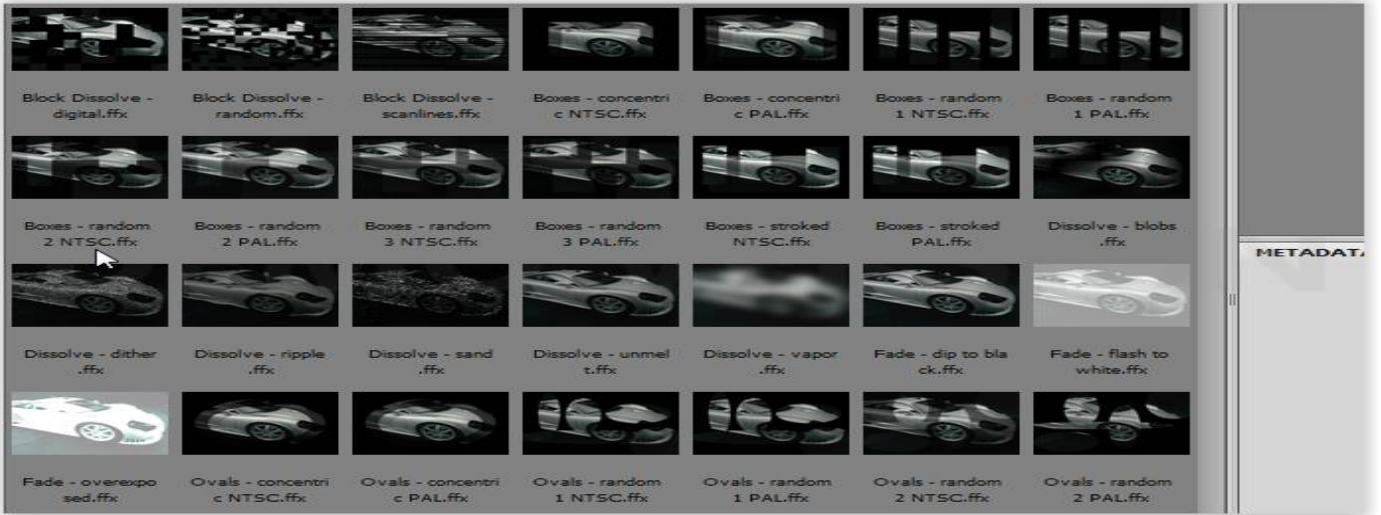 Block Dissolve - Block Dissolve - Block Dissolve - Boxes - concentri Boxes - concentri Boxes - random Boxes - random
digital.ffx random.ffx scanlines.ffx c NTSC.ffx c PAL.ffx 1 NTSC.ffx 1 PAL.ffx
Boxes - random Boxes - random Boxes - random Boxes - random Boxes - stroked Boxes - stroked Dissolve - blobs
2 NTSC.ffx 2 PAL.ffx 3 NTSC.ffx 3 PAL.ffx NTSC.ffx PAL.ffx .ffx
METADATA
Dissolve - dither Dissolve - ripple Dissolve - sand Dissolve - unmel Dissolve - vapor Fade - dip to bla Fade - flash to
.ffx .ffx .ffx t.ffx .ffx ck.ffx white.ffx
Fade - overexpo Ovals - concentri Ovals - concentri Ovals - random Ovals - random Ovals - random Ovals - random
sed.ffx c NTSC.ffx c PAL.ffx 1 NTSC.ffx 1 PAL.ffx 2 NTSC.ffx 2 PAL.ffx